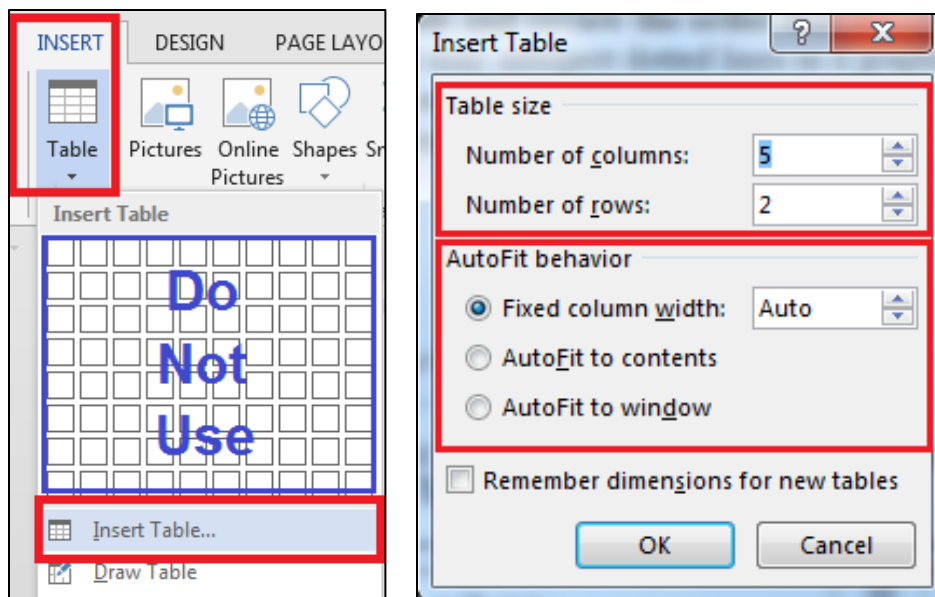 INSERT DESIGN PAGE LAYO
Table Pictures Online Shapes Sr
Pictures
Insert Table
Do
Not
Use
Insert Table...
Draw Table
Insert Table
Table size
Number of columns: 5
Number of rows: 2
AutoFit behavior
Fixed column width: Auto
AutoFit to contents
AutoFit to window
Remember dimensions for new tables
OK Cancel